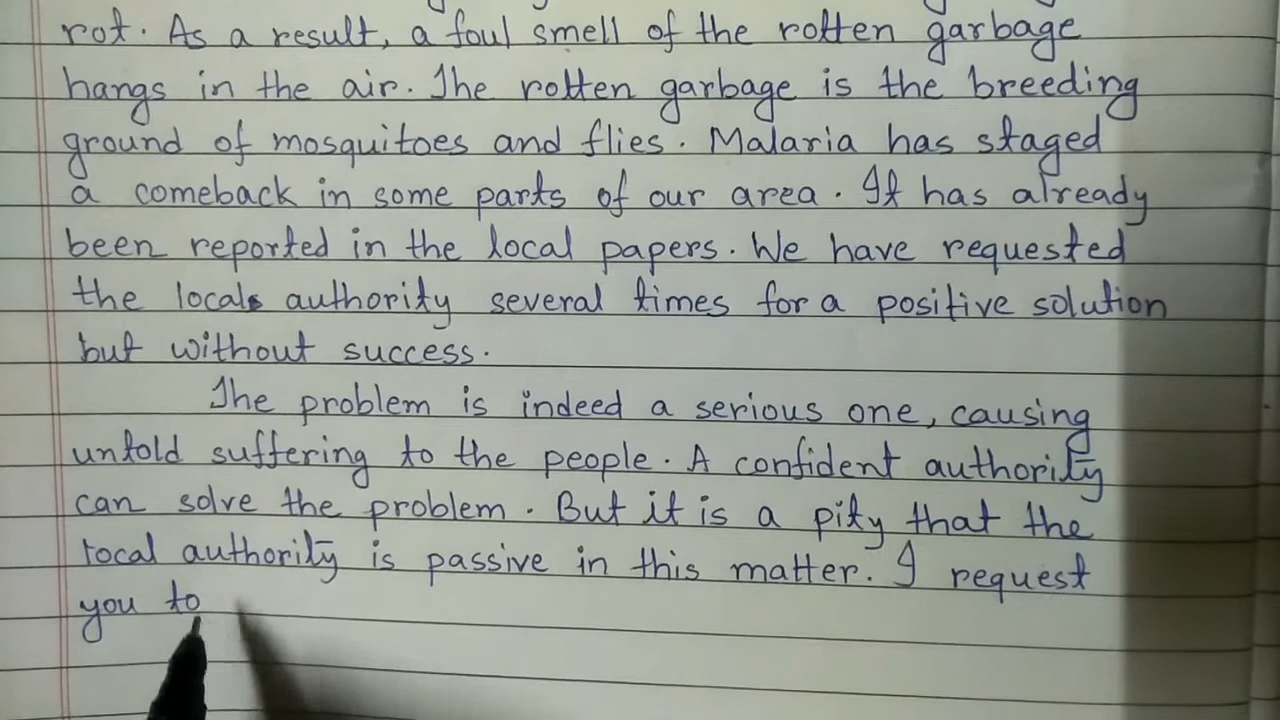 rot. As a result, a foul smell of the rotten garbage
hangs in the air. The rotten garbage is the breeding
ground of mosquitoes and flies. Malaria has staged
a comeback in some parts of our area. It has already
been reported in the local papers. We have requested
the locals authority several times for a positive solution
but without success.
The problem is indeed a serious one, causing
untold suffering to the people. A confident authority
can solve the problem. But it is a pity that the
local authority is passive in this matter. I request
you to